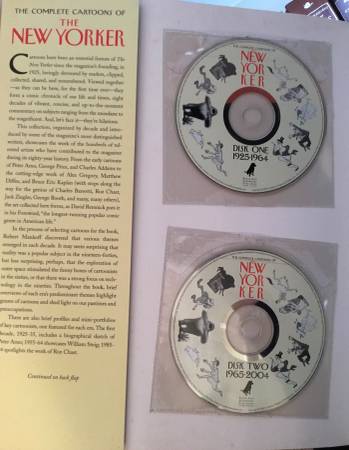 THE COMPLETE CARTOONS OF
THE
NEW YORKER
Cartoons have been an essential feature of The
New Yorker since the magazine's founding, in
1925, lovingly devoured by readers, clipped,
collected, shared, and remembered. Viewed together
—as they can be here, for the first time ever—they
form a comic chronicle of our life and times, eight
decades of vibrant, concise, and up-to-the-moment
commentary on subjects ranging from the mundane to
the magnificent. And, let's face it—they're hilarious.
This collection, organized by decade and intro-
duced by some of the magazine's most distinguished
writers, showcases the work of the hundreds of tal-
ented artists who have contributed to the magazine
during its eighty-year history. From the early cartoons
of Peter Arno, George Price, and Charles Addams to
the cutting-edge work of Alex Gregory, Matthew
Diffee, and Bruce Eric Kaplan (with stops along the
way for the genius of Charles Barsotti, Roz Chast,
Jack Ziegler, George Booth, and many, many others),
the art collected here forms, as David Remnick puts it
in his Foreword, "the longest-running popular comic
genre in American life."
In the process of selecting cartoons for the book,
Robert Mankoff discovered that various themes
emerged in each decade. It may seem surprising that
nudity was a popular subject in the nineteen-forties,
but less surprising, perhaps, that the exploration of
outer space stimulated the funny bones of cartoonists
in the sixties, or that there was a strong focus on tech-
nology in the nineties. Throughout the book, brief
overviews of each era's predominant themes highlight
genres of cartoons and shed light on our pastimes and
preoccupations.
There are also brief profiles and mini-portfolios
of key cartoonists, one featured for each era. The first
decade, 1925-35, includes a biographical sketch of
Peter Arno, 1955-64 showcases William Steig, 1985-
spotlights the work of Roz Chast.
Continued on back flap
THE COMPLETE CARTOONS OF
NEW
YOR
KER
DISK ONE
1925-1964
THE COMPLETE CARTOONS OF
NEW
YOR
KER
DISK TWO
1965-2004